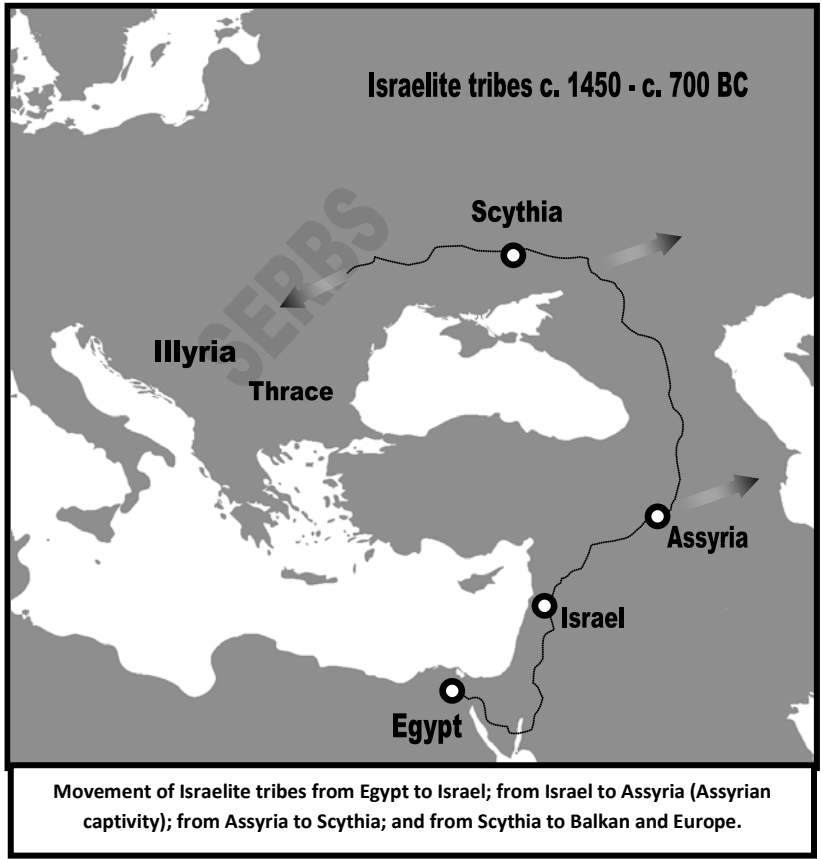 Israelite tribes c. 1450 - c. 700 BC
Scythia
SERBS
Illyria
Thrace
Assyria
Israel
Egypt
Movement of Israelite tribes from Egypt to Israel; from Israel to Assyria (Assyrian
captivity); from Assyria to Scythia; and from Scythia to Balkan and Europe.